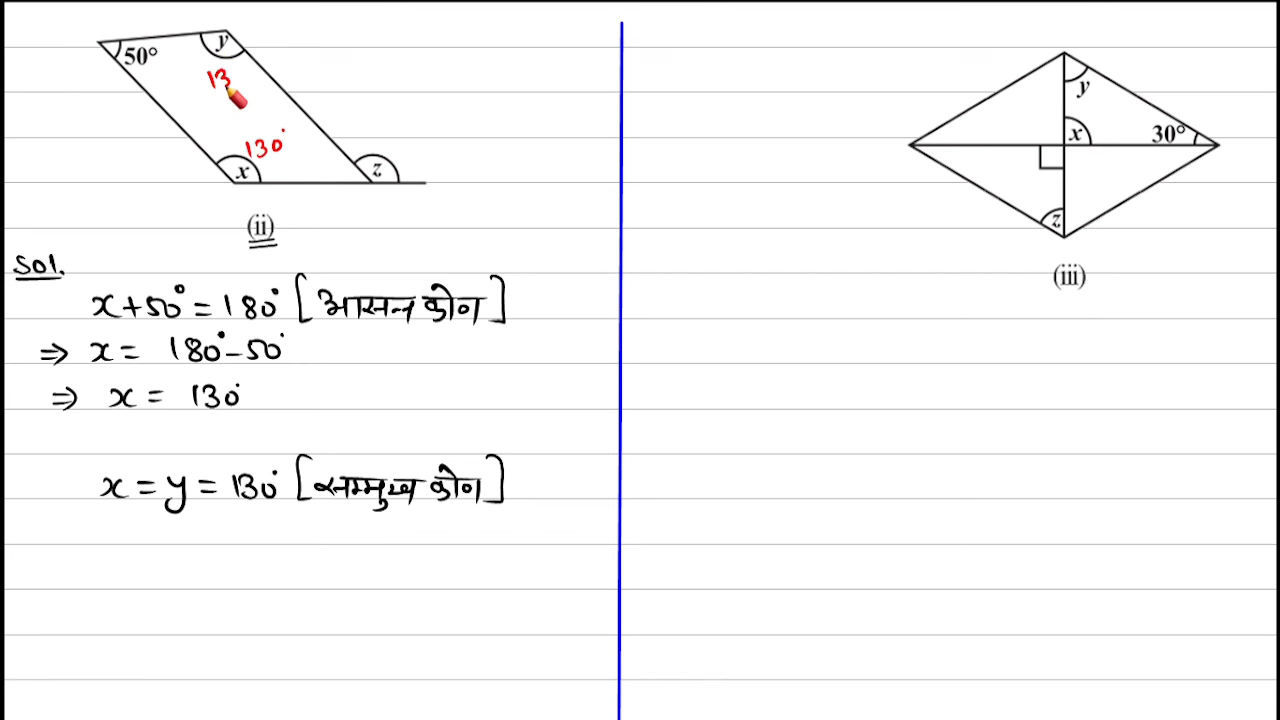 50°
y
13
130°
x
z
(ii)
Sol.
x+50°=180° [आसन्न कोण]
⇒ x= 180°-50°
⇒ x = 130°
x = y = 130° [सम्मुख कोण]
y
x
30°
z
(iii)